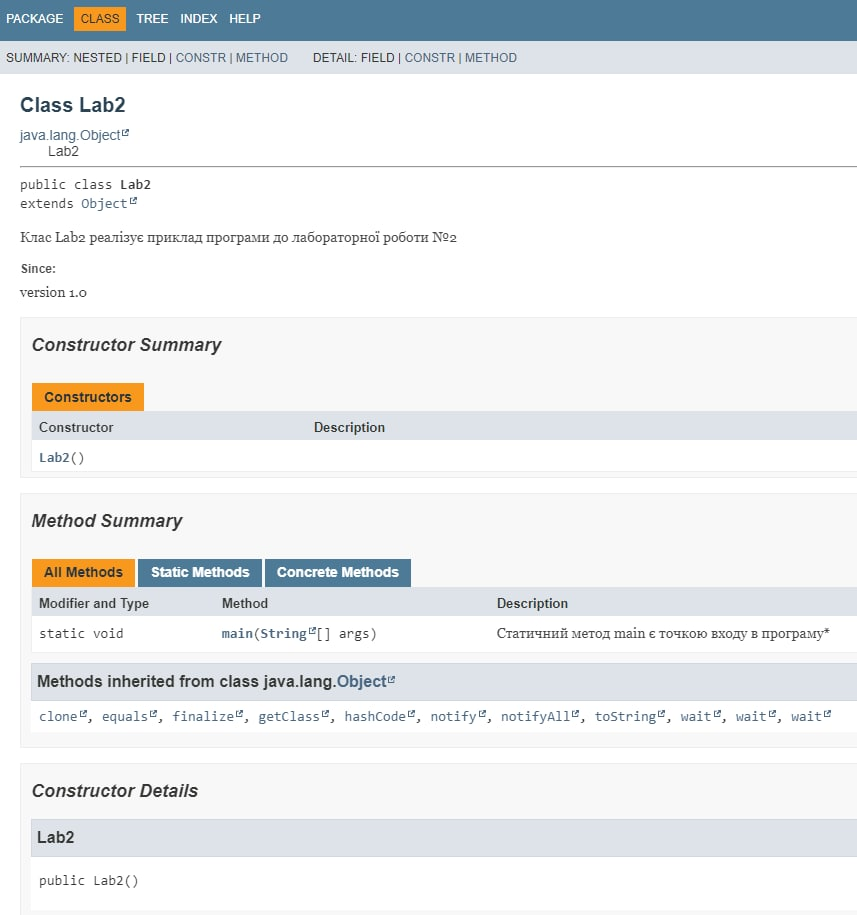 PACKAGE CLASS TREE INDEX HELP
SUMMARY: NESTED | FIELD | CONSTR | METHOD DETAIL: FIELD | CONSTR | METHOD
Class Lab2
java.lang.Object
Lab2
public class Lab2
extends Object
Клас Lab2 реалізує приклад програми до лабораторної роботи №2
Since:
version 1.0
Constructor Summary
Constructors
Constructor Description
Lab2()
Method Summary
All Methods Static Methods Concrete Methods
Modifier and Type Method Description
static void main(String[] args) Статичний метод main є точкою входу в програму*
Methods inherited from class java.lang.Object
clone, equals, finalize, getClass, hashCode, notify, notifyAll, toString, wait, wait, wait
Constructor Details
Lab2
public Lab2()